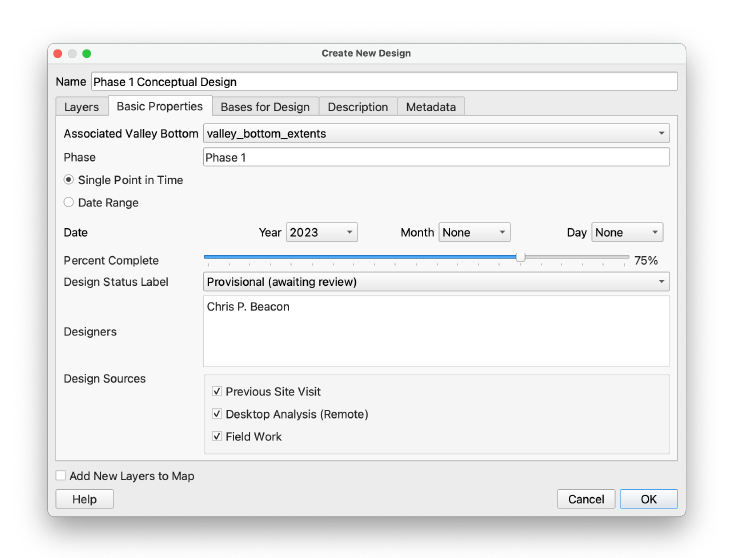 Create New Design
Name Phase 1 Conceptual Design
Layers Basic Properties Bases for Design Description Metadata
Associated Valley Bottom valley_bottom_extents
Phase Phase 1
Single Point in Time
Date Range
Date Year 2023 Month None Day None
Percent Complete 75%
Design Status Label Provisional (awaiting review)
Designers Chris P. Beacon
Design Sources
Previous Site Visit
Desktop Analysis (Remote)
Field Work
Add New Layers to Map
Help Cancel OK